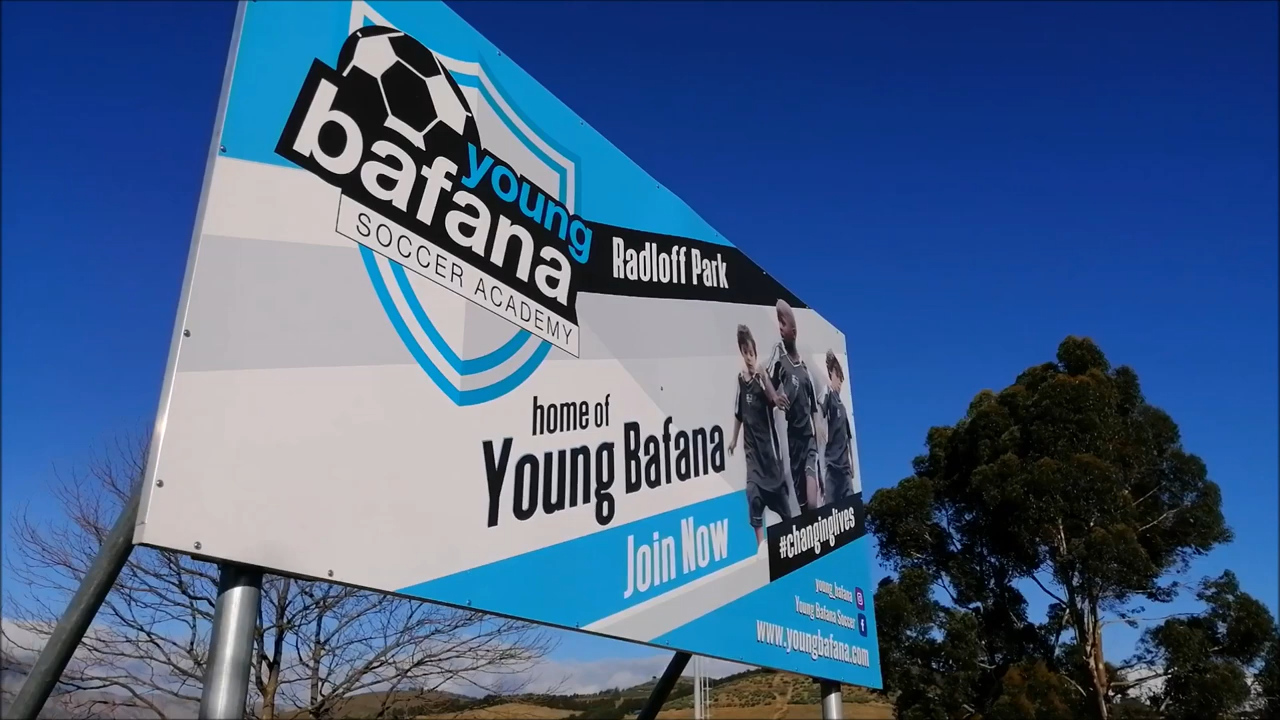 young
bafana
SOCCER ACADEMY
Radloff Park
home of
Young Bafana
Join Now
#changinglives
young_bafana
Young Bafana Soccer
www.youngbafana.com